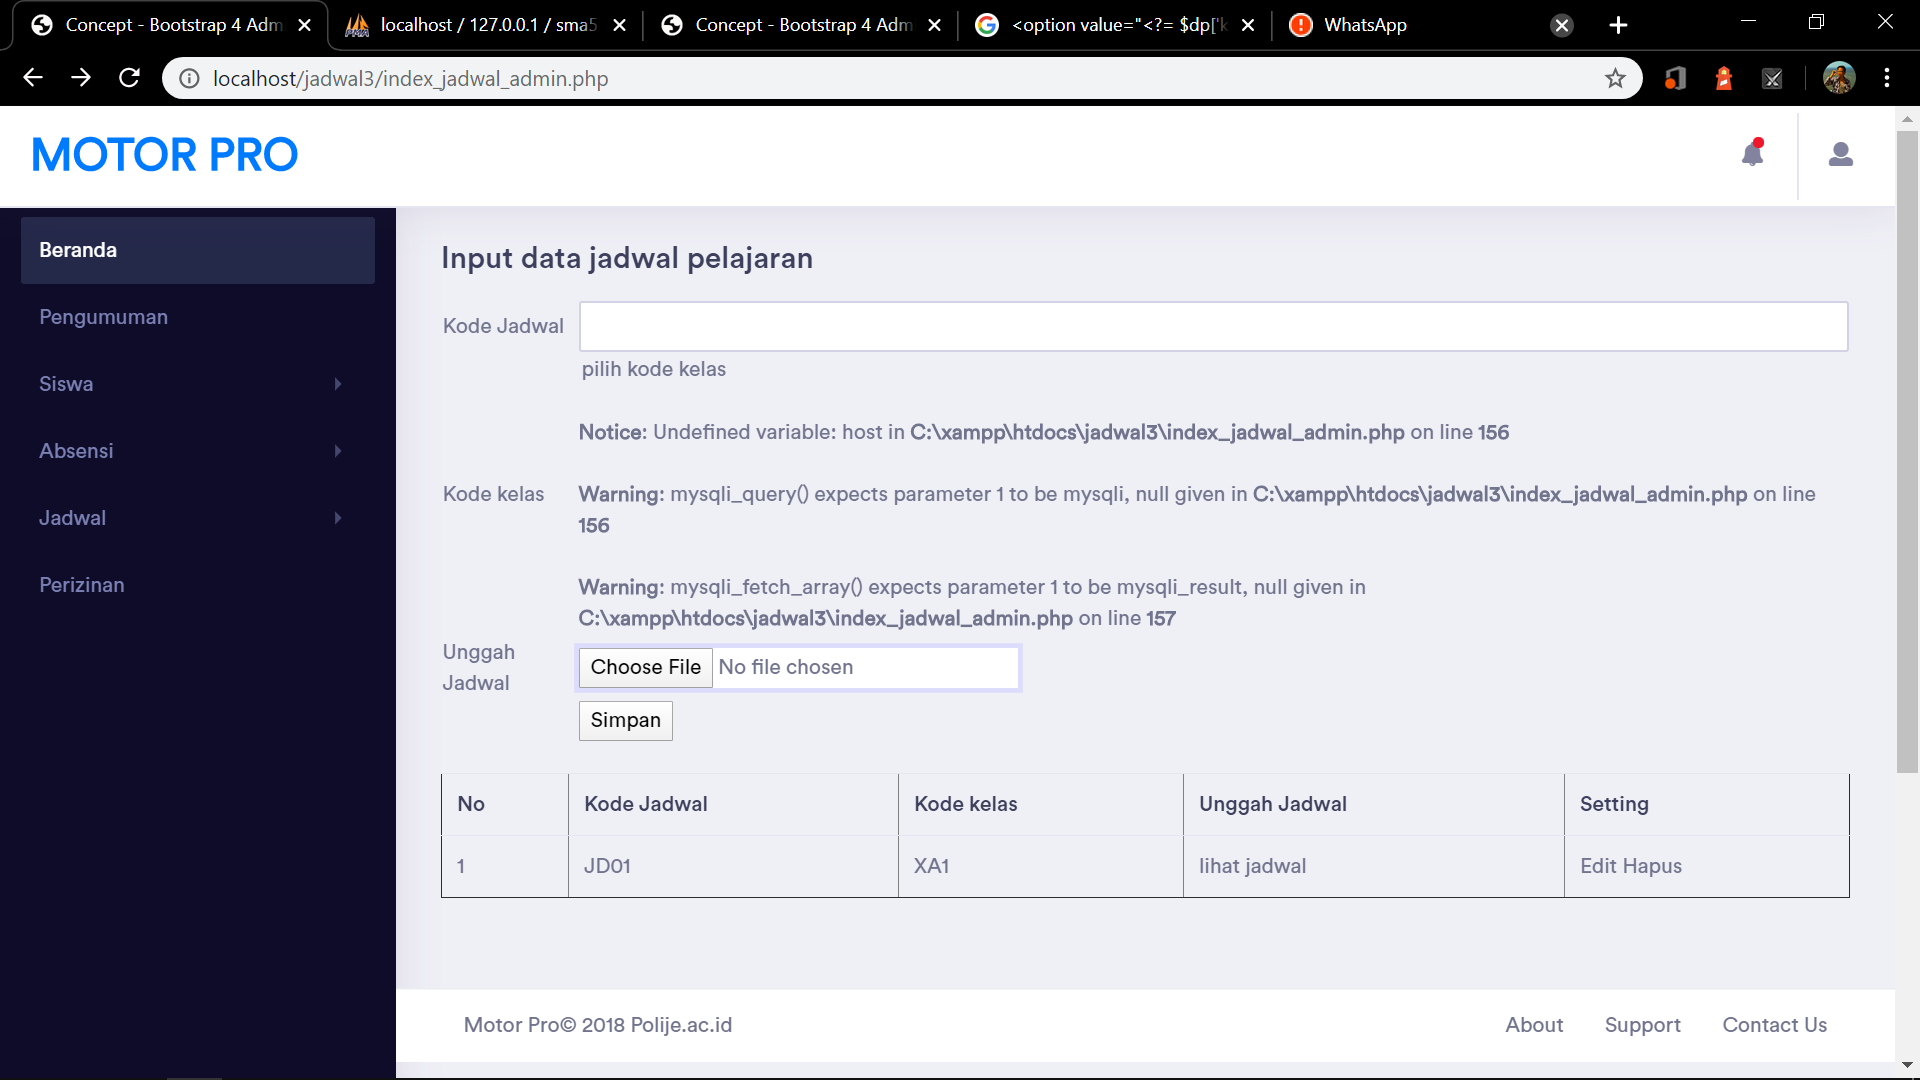 Concept - Bootstrap 4 Adm
localhost / 127.0.0.1 / sma5
Concept - Bootstrap 4 Adm
<option value="<?= $dp['k
WhatsApp
localhost/jadwal3/index_jadwal_admin.php
MOTOR PRO
Beranda
Pengumuman
Siswa
Absensi
Jadwal
Perizinan
Input data jadwal pelajaran
Kode Jadwal
pilih kode kelas
Notice: Undefined variable: host in C:\xampp\htdocs\jadwal3\index_jadwal_admin.php on line 156
Kode kelas
Warning: mysqli_query() expects parameter 1 to be mysqli, null given in C:\xampp\htdocs\jadwal3\index_jadwal_admin.php on line
156
Warning: mysqli_fetch_array() expects parameter 1 to be mysqli_result, null given in
C:\xampp\htdocs\jadwal3\index_jadwal_admin.php on line 157
Unggah
Jadwal
Choose File No file chosen
Simpan
No Kode Jadwal Kode kelas Unggah Jadwal Setting
1 JD01 XA1 lihat jadwal Edit Hapus
Motor Pro© 2018 Polije.ac.id
About Support Contact Us